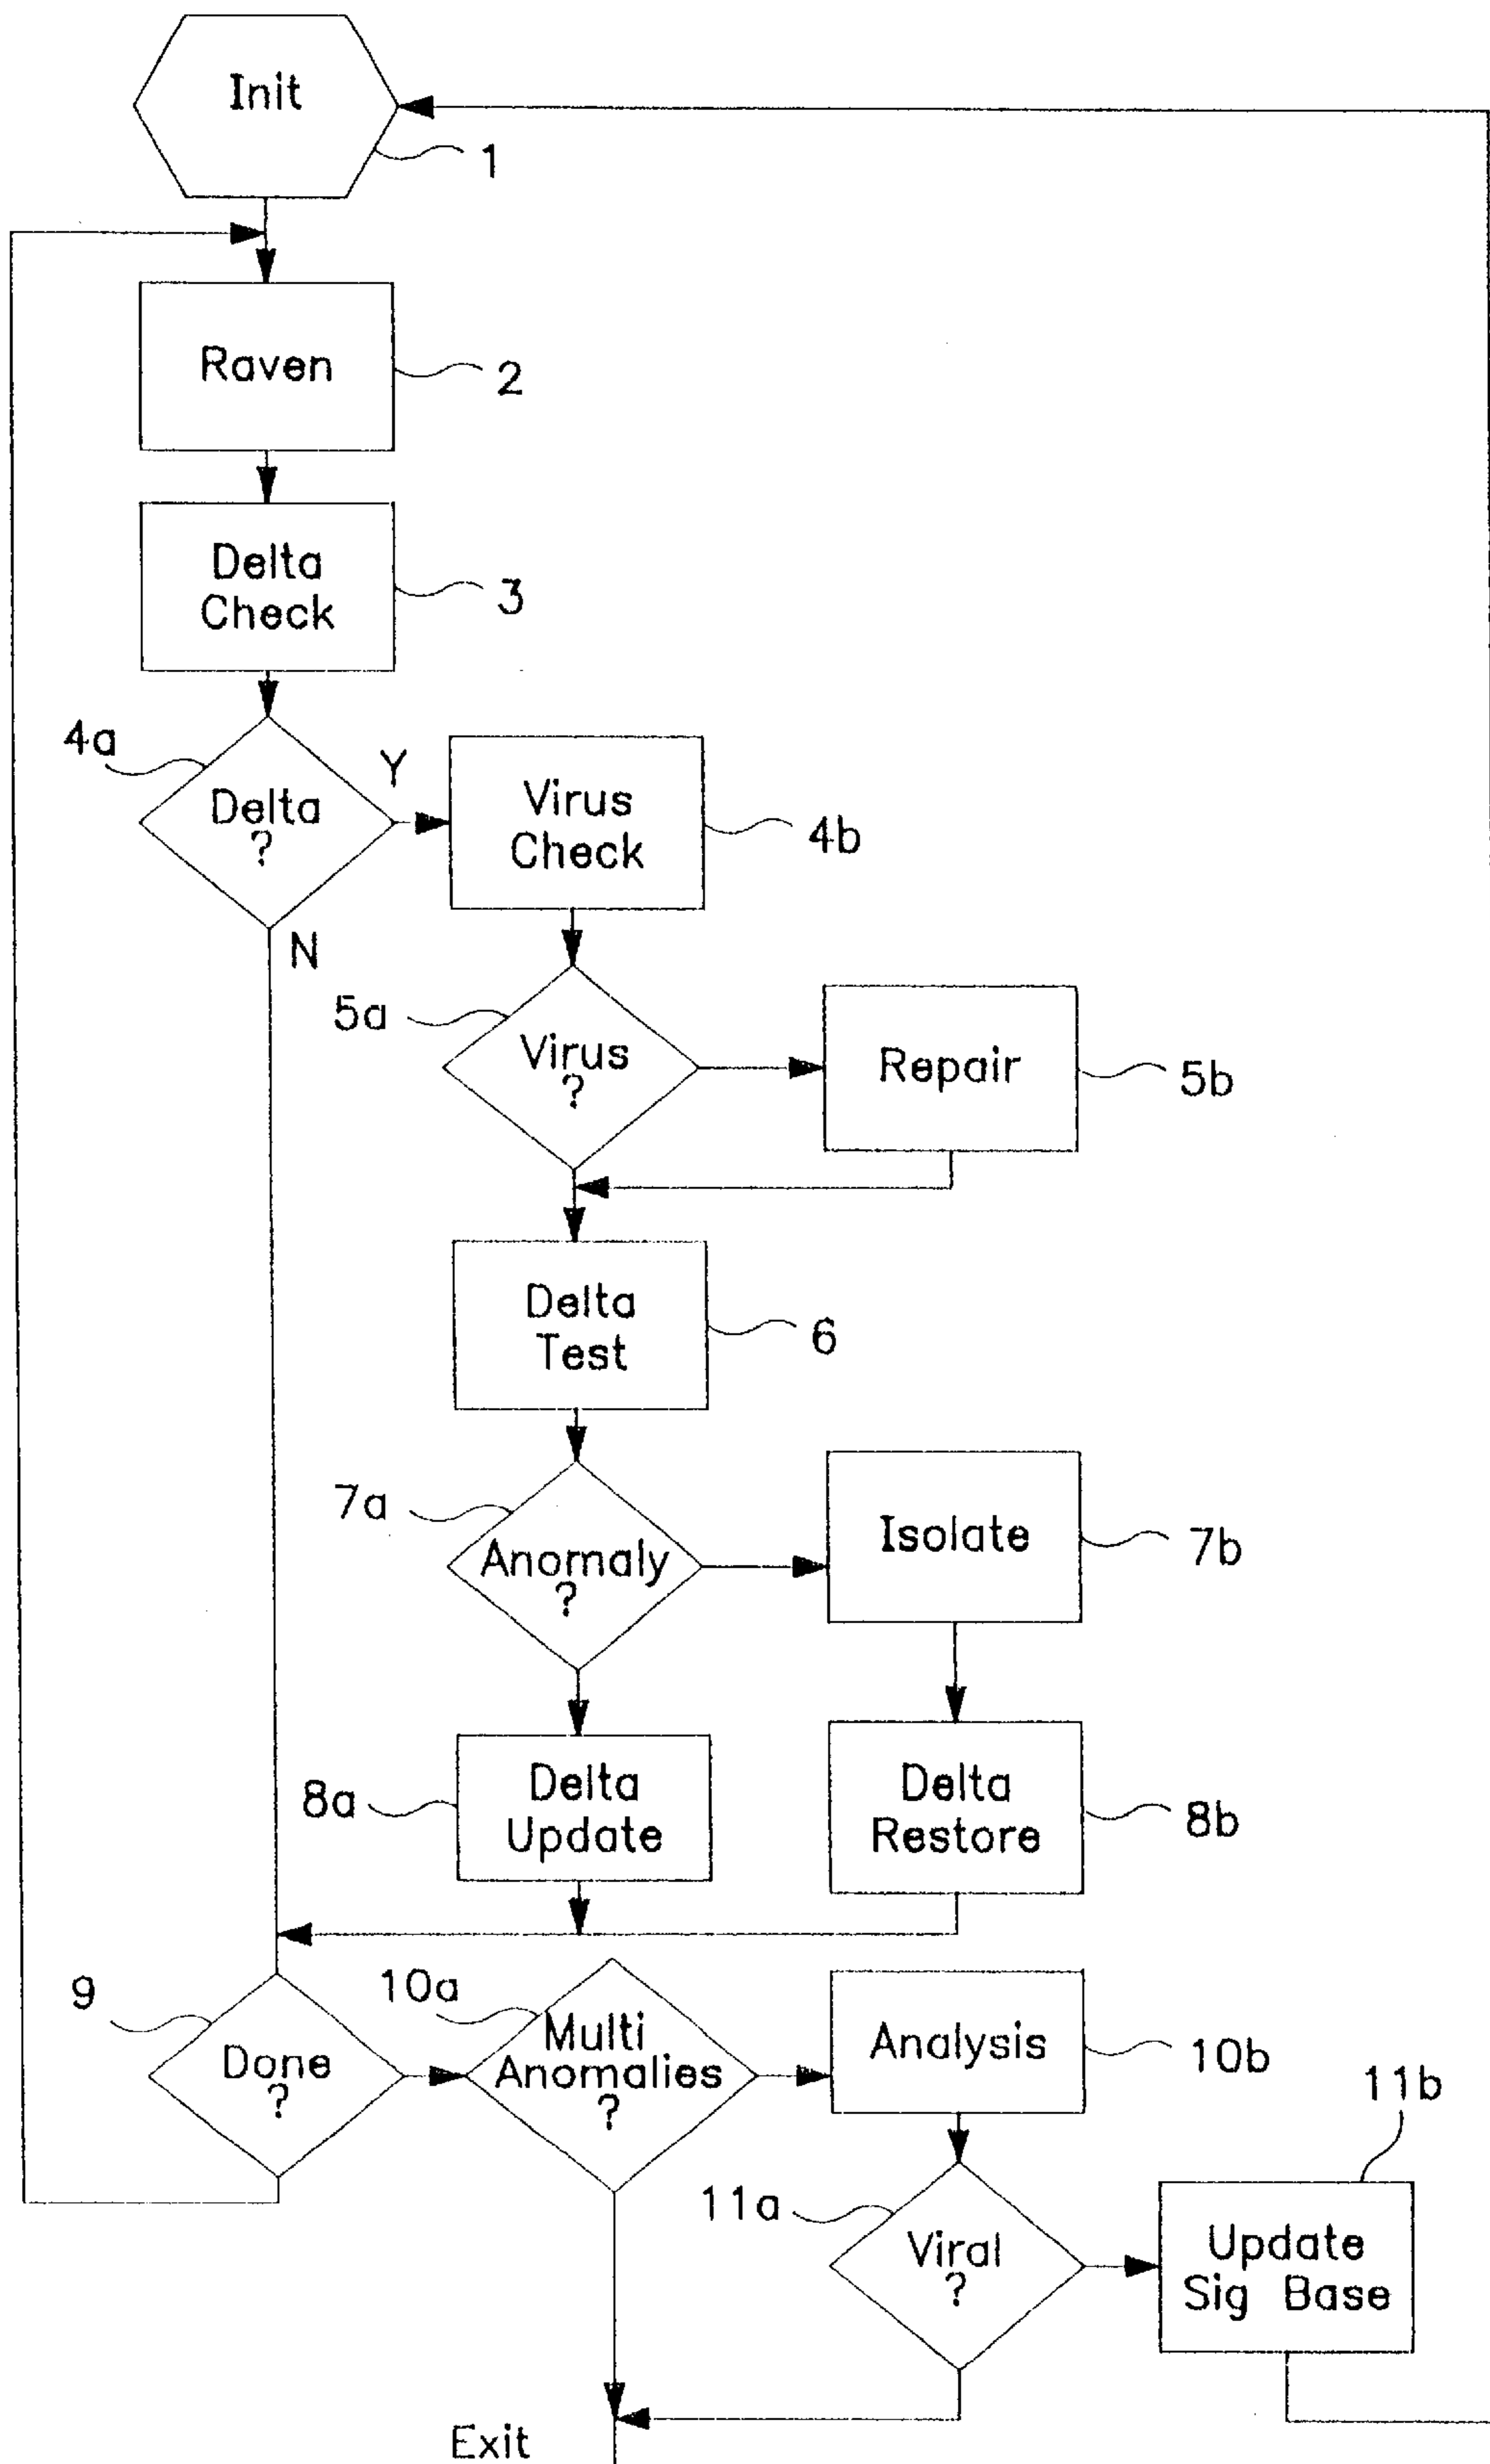 Init
1
Raven
2
Delta
Check
3
4a
Delta
?
Y
N
Virus
Check
4b
5a
Virus
?
Repair
5b
Delta
Test
6
7a
Anomaly
?
Isolate
7b
8a
Delta
Update
Delta
Restore
8b
9
Done
?
10a
Multi
Anomalies
?
Analysis
10b
11a
Viral
?
11b
Update
Sig Base
Exit